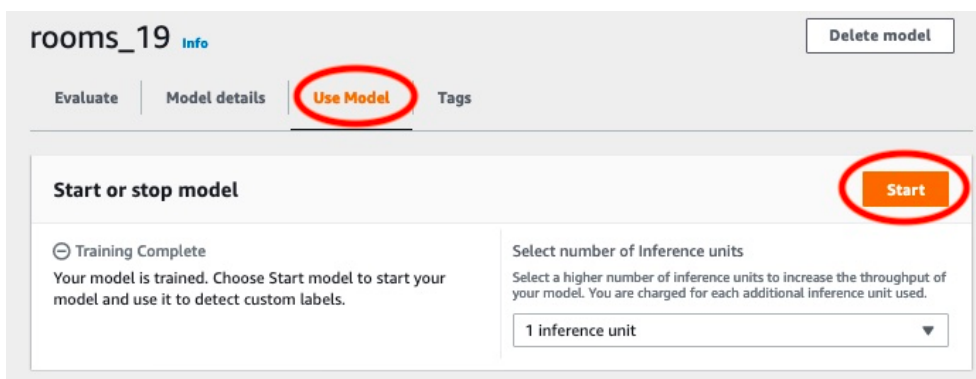 rooms_19 Info
Delete model
Evaluate
Model details
Use Model
Tags
Start or stop model
Start
Training Complete
Your model is trained. Choose Start model to start your
model and use it to detect custom labels.
Select number of Inference units
Select a higher number of inference units to increase the throughput of
your model. You are charged for each additional inference unit used.
1 inference unit